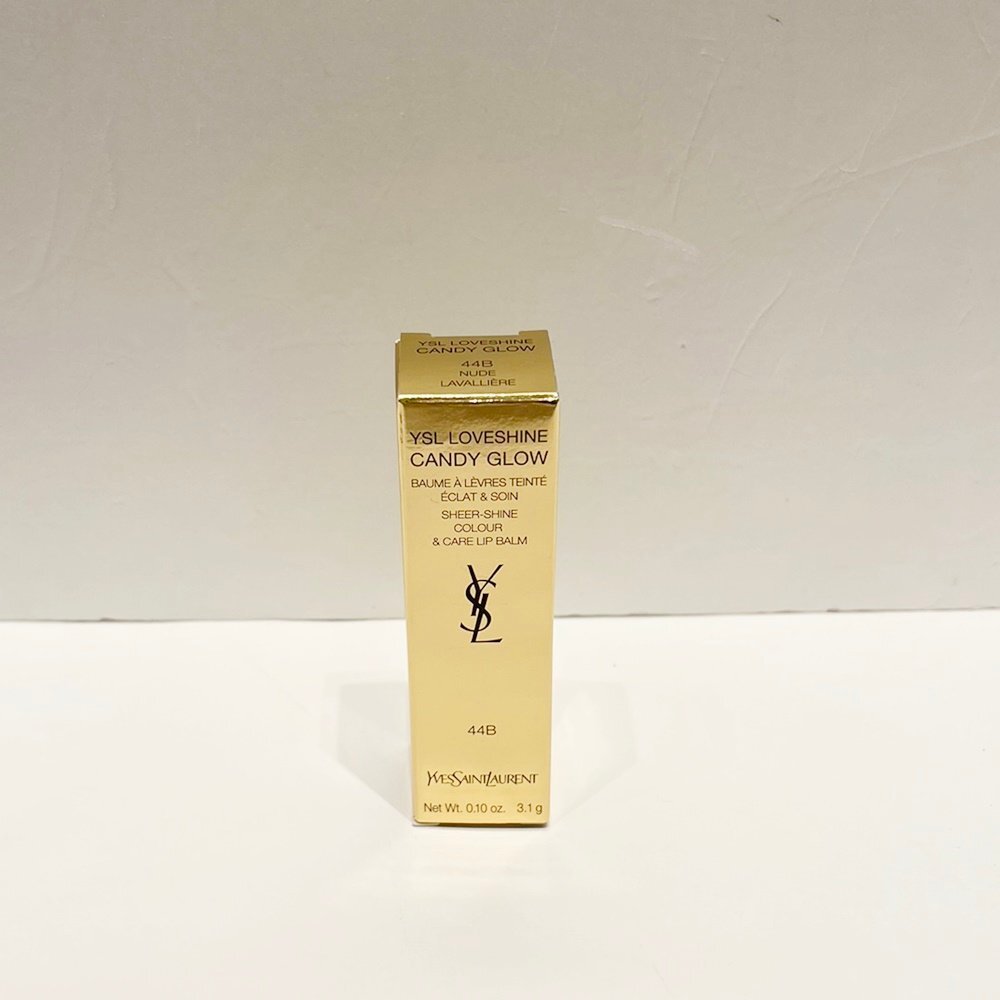 YSL LOVESHINE
CANDY GLOW
44B
NUDE
LAVALLIÈRE
YSL LOVESHINE
CANDY GLOW
BAUME À LÈVRES TEINTÉ
ÉCLAT & SOIN
SHEER-SHINE
COLOUR
& CARE LIP BALM
YSL
44B
YVESSAINTLAURENT
Net Wt. 0.10 oz. 3.1 g